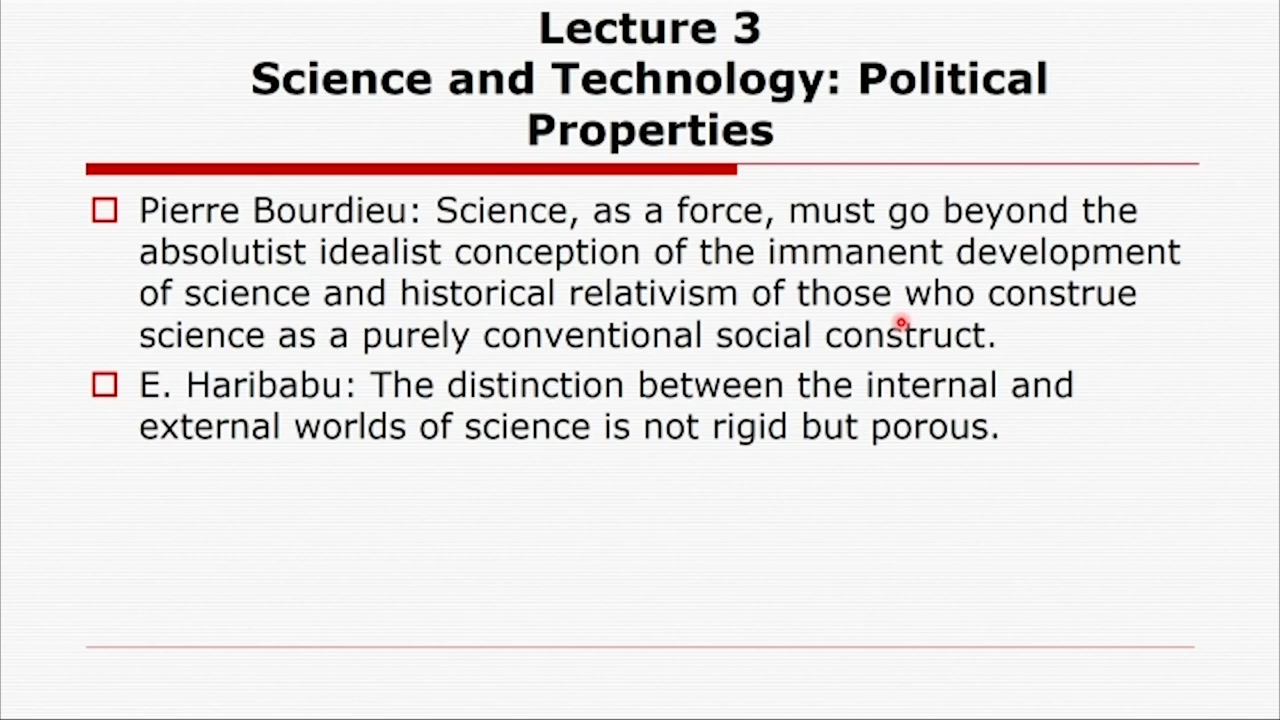 Lecture 3
Science and Technology: Political
Properties
Pierre Bourdieu: Science, as a force, must go beyond the
absolutist idealist conception of the immanent development
of science and historical relativism of those who construe
science as a purely conventional social construct.
E. Haribabu: The distinction between the internal and
external worlds of science is not rigid but porous.